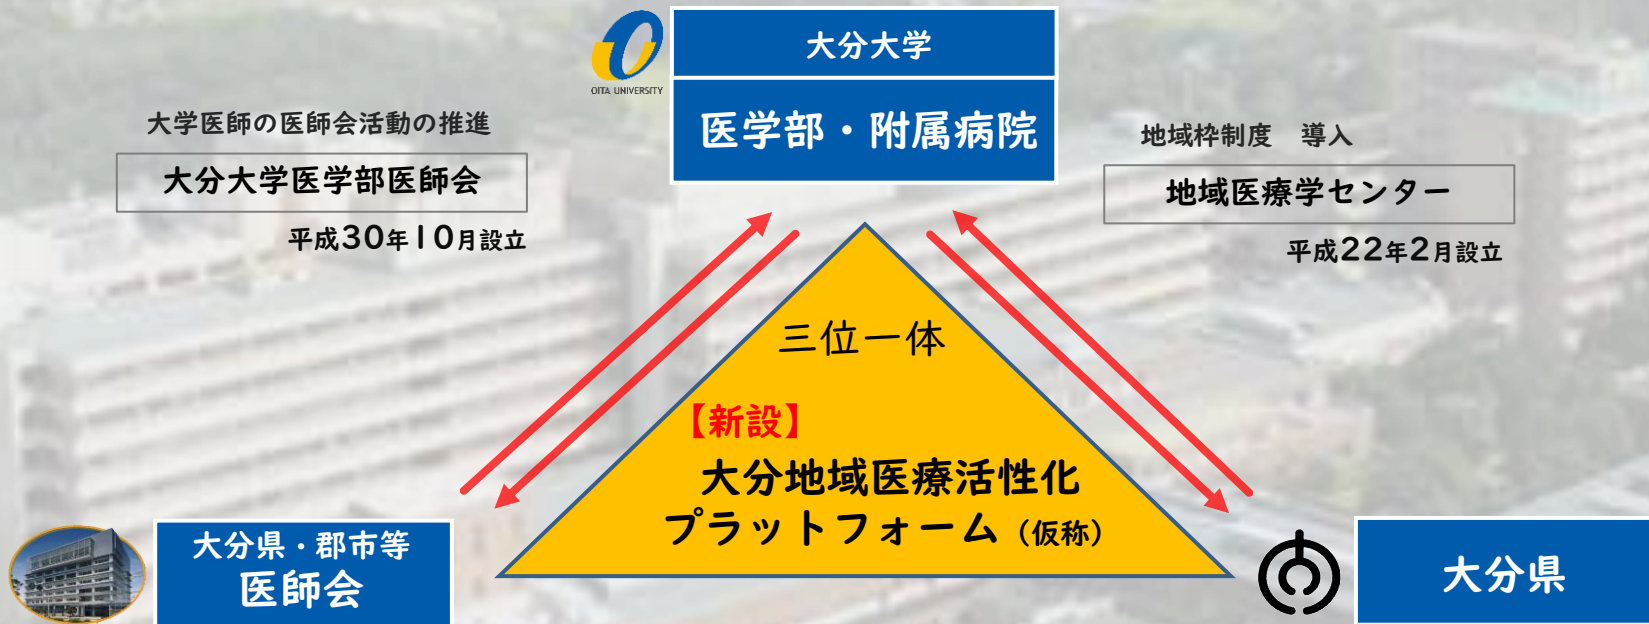 大分大学
OITA UNIVERSITY
医学部・附属病院
大学医師の医師会活動の推進
大分大学医学部医師会
平成30年10月設立
地域枠制度　導入
地域医療学センター
平成22年2月設立
三位一体
【新設】
大分地域医療活性化
プラットフォーム（仮称）
大分県・郡市等
医師会
大分県